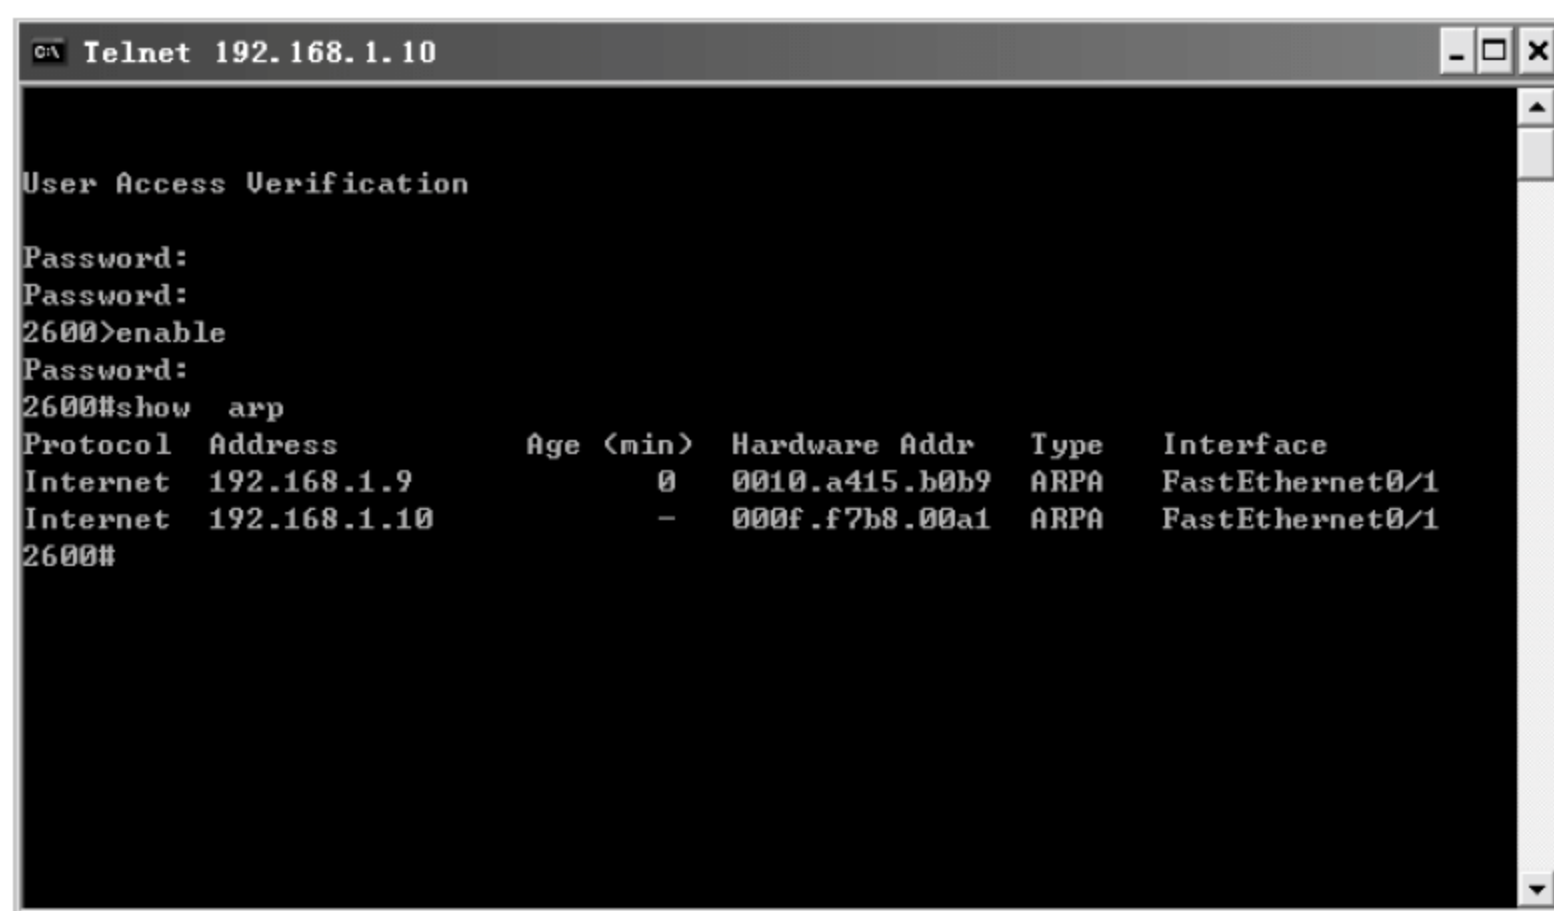 Telnet 192.168.1.10
User Access Verification
Password:
Password:
2600>enable
Password:
2600#show  arp
Protocol  Address          Age (min)  Hardware Addr   Type   Interface
Internet  192.168.1.9             0   0010.a415.b0b9  ARPA   FastEthernet0/1
Internet  192.168.1.10            -   000f.f7b8.00a1  ARPA   FastEthernet0/1
2600#